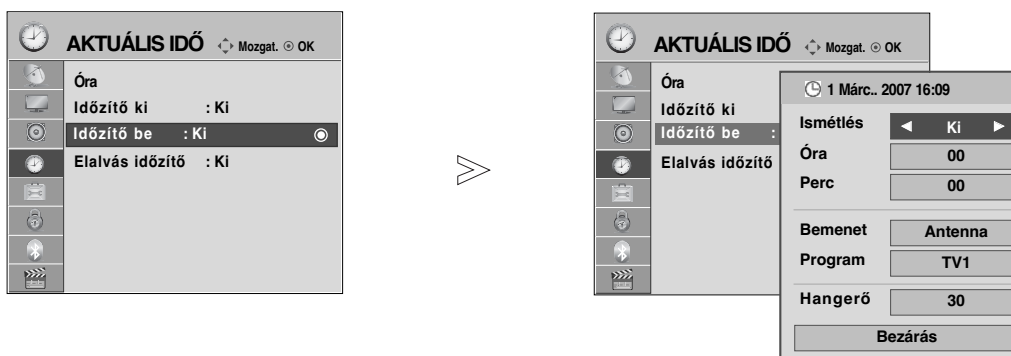 AKTUÁLIS IDŐ Mozgat. OK
Óra
Időzítő ki : Ki
Időzítő be : Ki
Elalvás időzítő : Ki
AKTUÁLIS IDŐ Mozgat. OK
Óra
Időzítő ki
Időzítő be :
Elalvás időzítő
1 Márc.. 2007 16:09
Ismétlés Ki
Óra 00
Perc 00
Bemenet Antenna
Program TV1
Hangerő 30
Bezárás